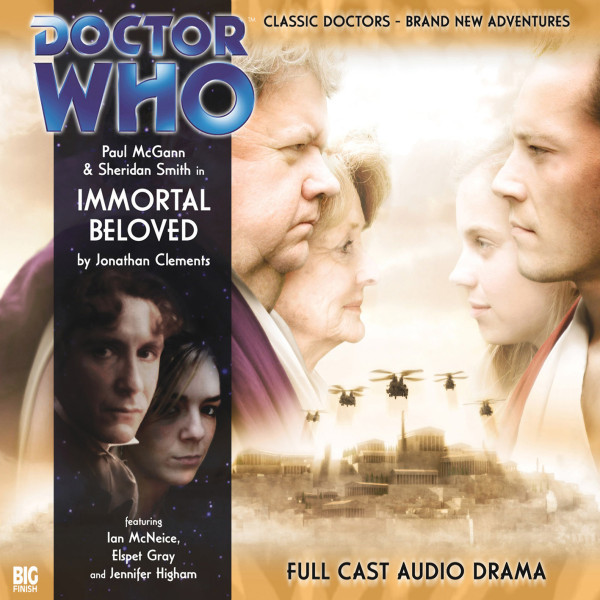 DOCTOR
WHO
TM
CLASSIC DOCTORS - BRAND NEW ADVENTURES
Paul McGann
& Sheridan Smith in
IMMORTAL
BELOVED
by Jonathan Clements
featuring
Ian McNeice,
Elspet Gray
and Jennifer Higham
BIG
FINISH
FULL CAST AUDIO DRAMA